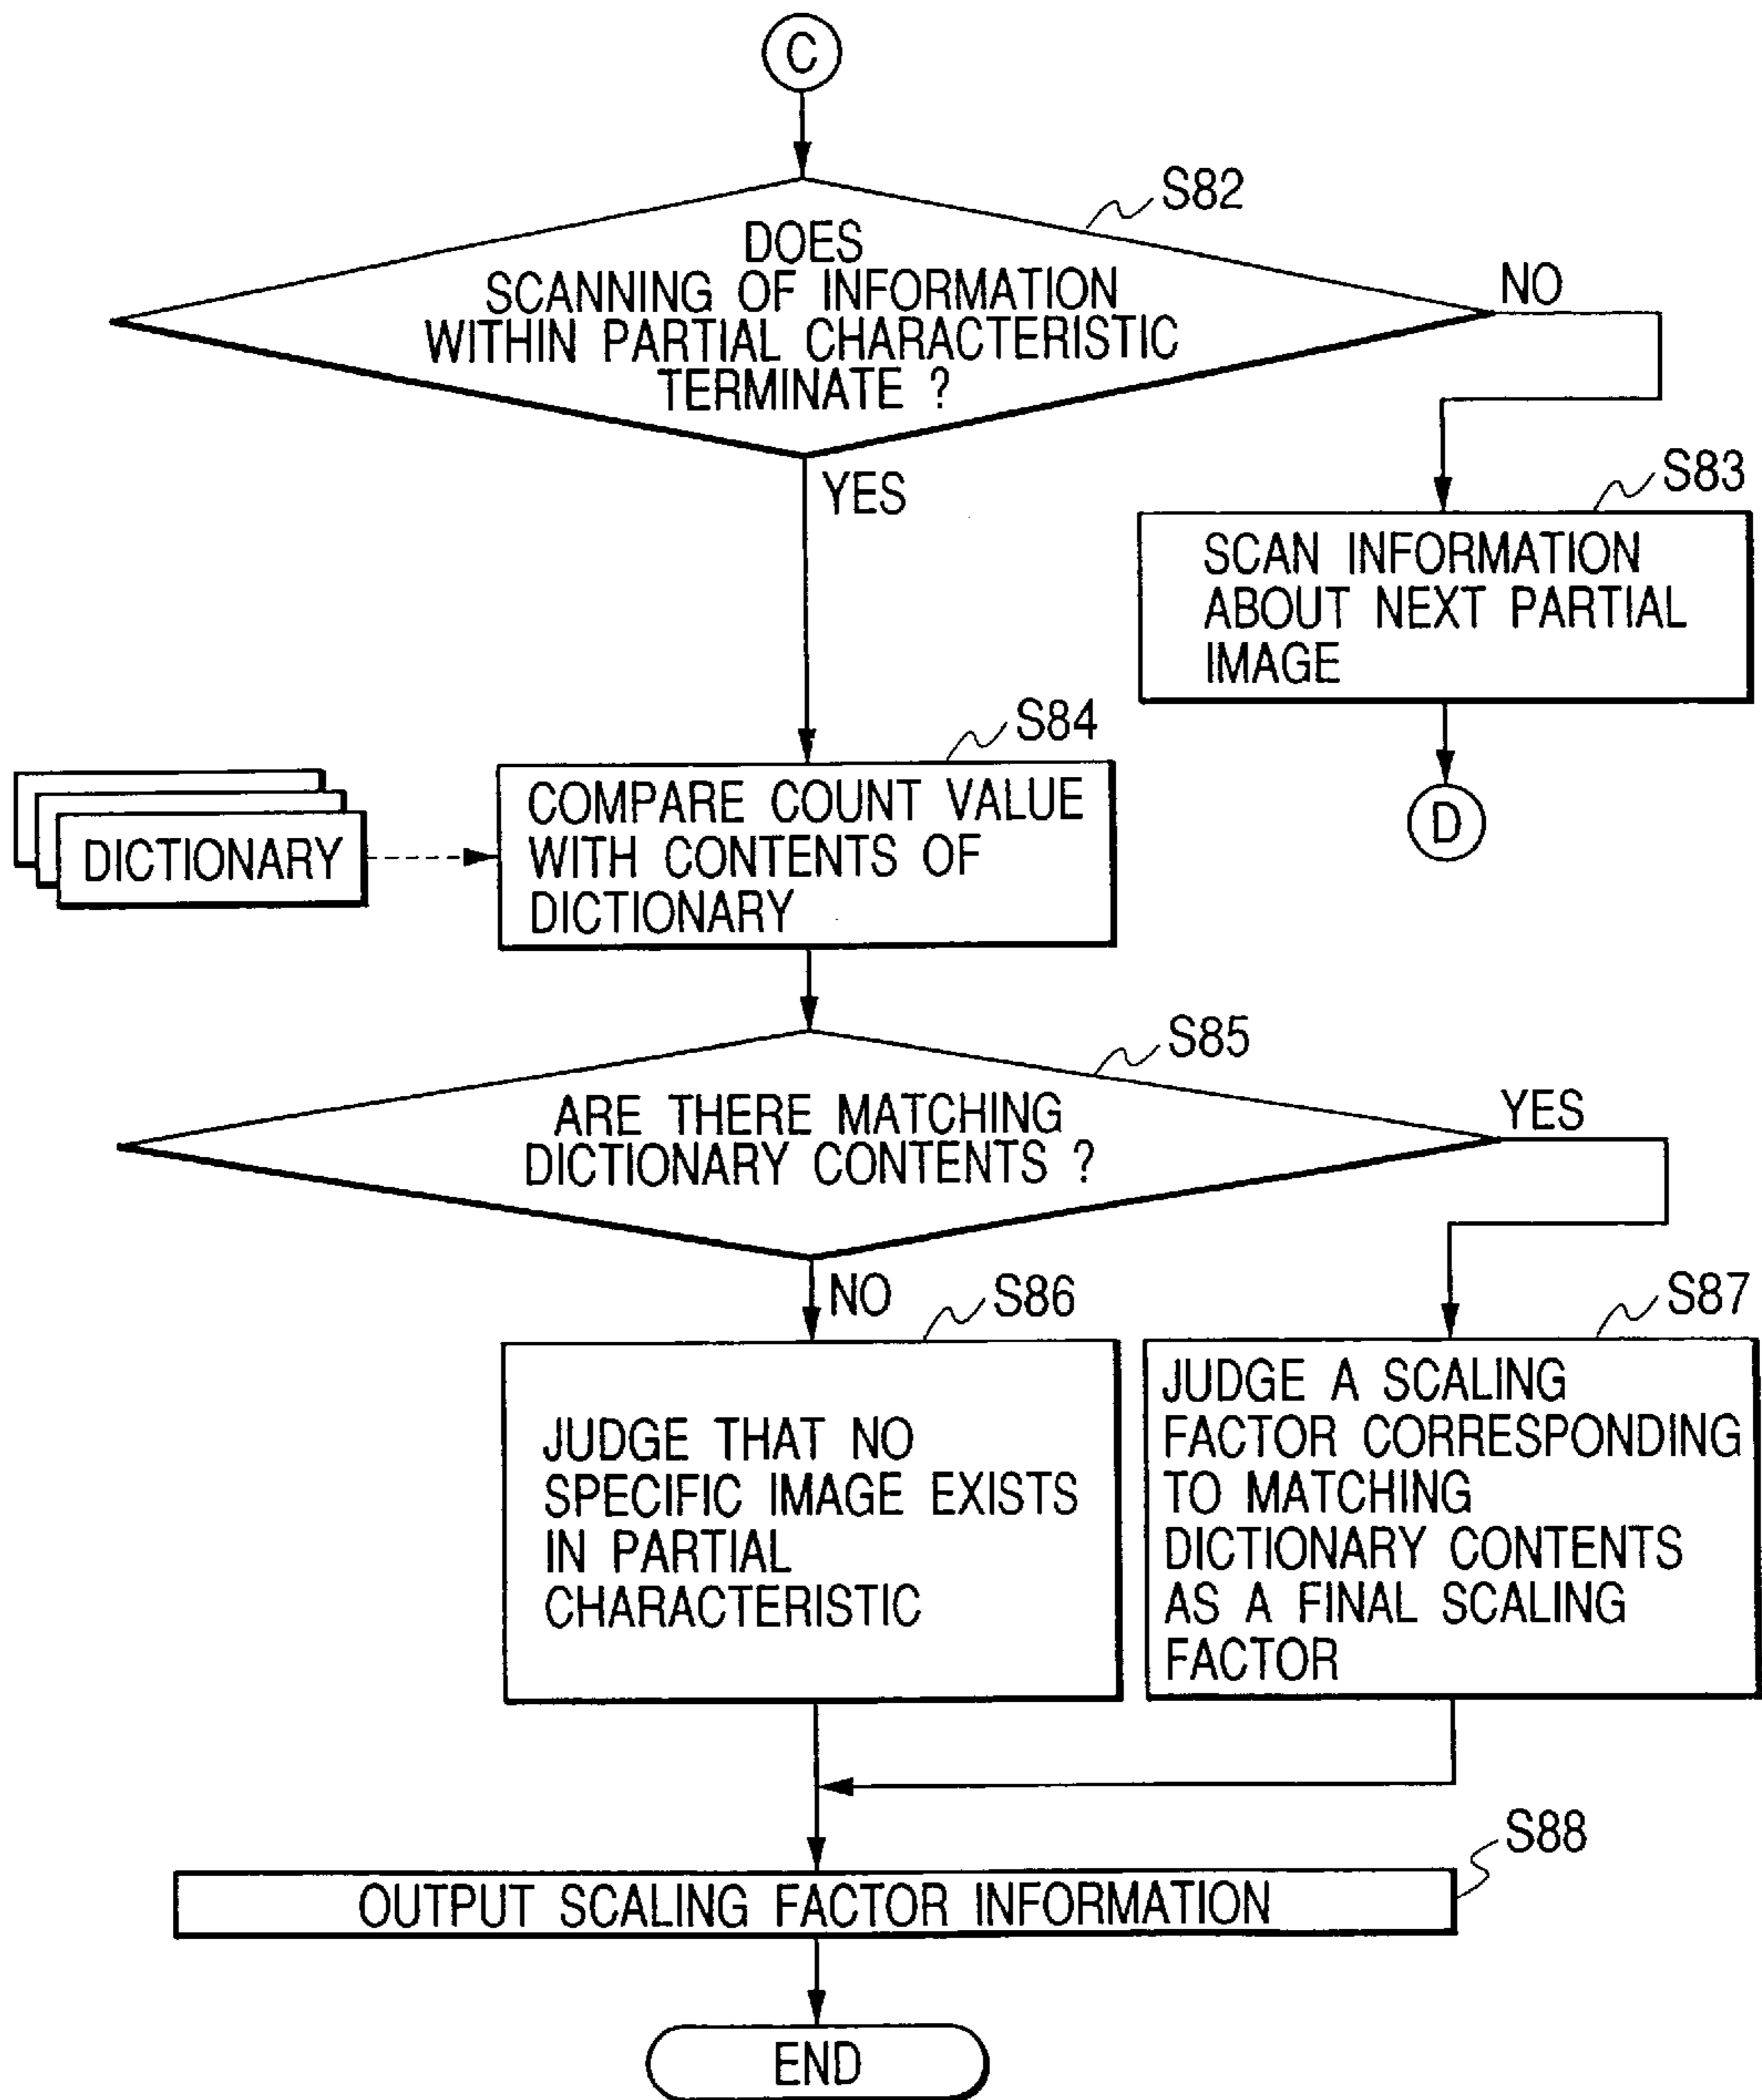 C
S82
DOES
SCANNING OF INFORMATION
WITHIN PARTIAL CHARACTERISTIC
TERMINATE ?
NO
YES
S83
SCAN INFORMATION
ABOUT NEXT PARTIAL
IMAGE
D
S84
DICTIONARY
COMPARE COUNT VALUE
WITH CONTENTS OF
DICTIONARY
S85
ARE THERE MATCHING
DICTIONARY CONTENTS ?
YES
NO
S86
JUDGE THAT NO
SPECIFIC IMAGE EXISTS
IN PARTIAL
CHARACTERISTIC
S87
JUDGE A SCALING
FACTOR CORRESPONDING
TO MATCHING
DICTIONARY CONTENTS
AS A FINAL SCALING
FACTOR
S88
OUTPUT SCALING FACTOR INFORMATION
END